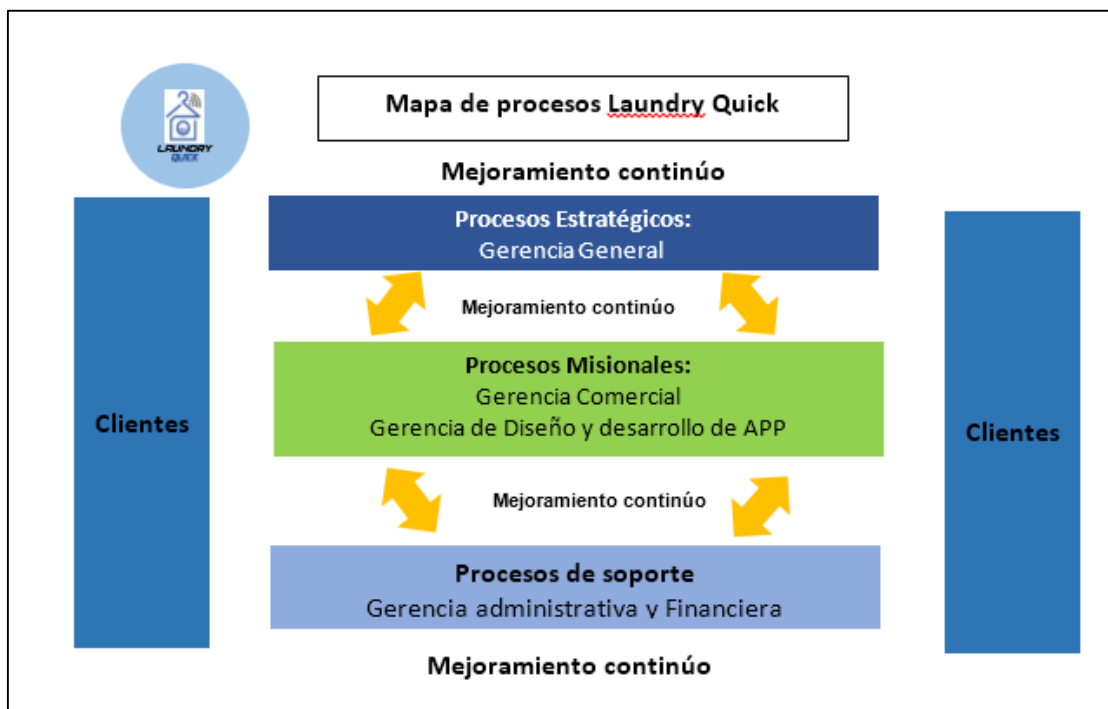 LAUNDRY
QUICK
Mapa de procesos Laundry Quick
Mejoramiento continúo
Procesos Estratégicos:
Gerencia General
Mejoramiento continúo
Procesos Misionales:
Gerencia Comercial
Gerencia de Diseño y desarrollo de APP
Clientes
Clientes
Mejoramiento continúo
Procesos de soporte
Gerencia administrativa y Financiera
Mejoramiento continúo